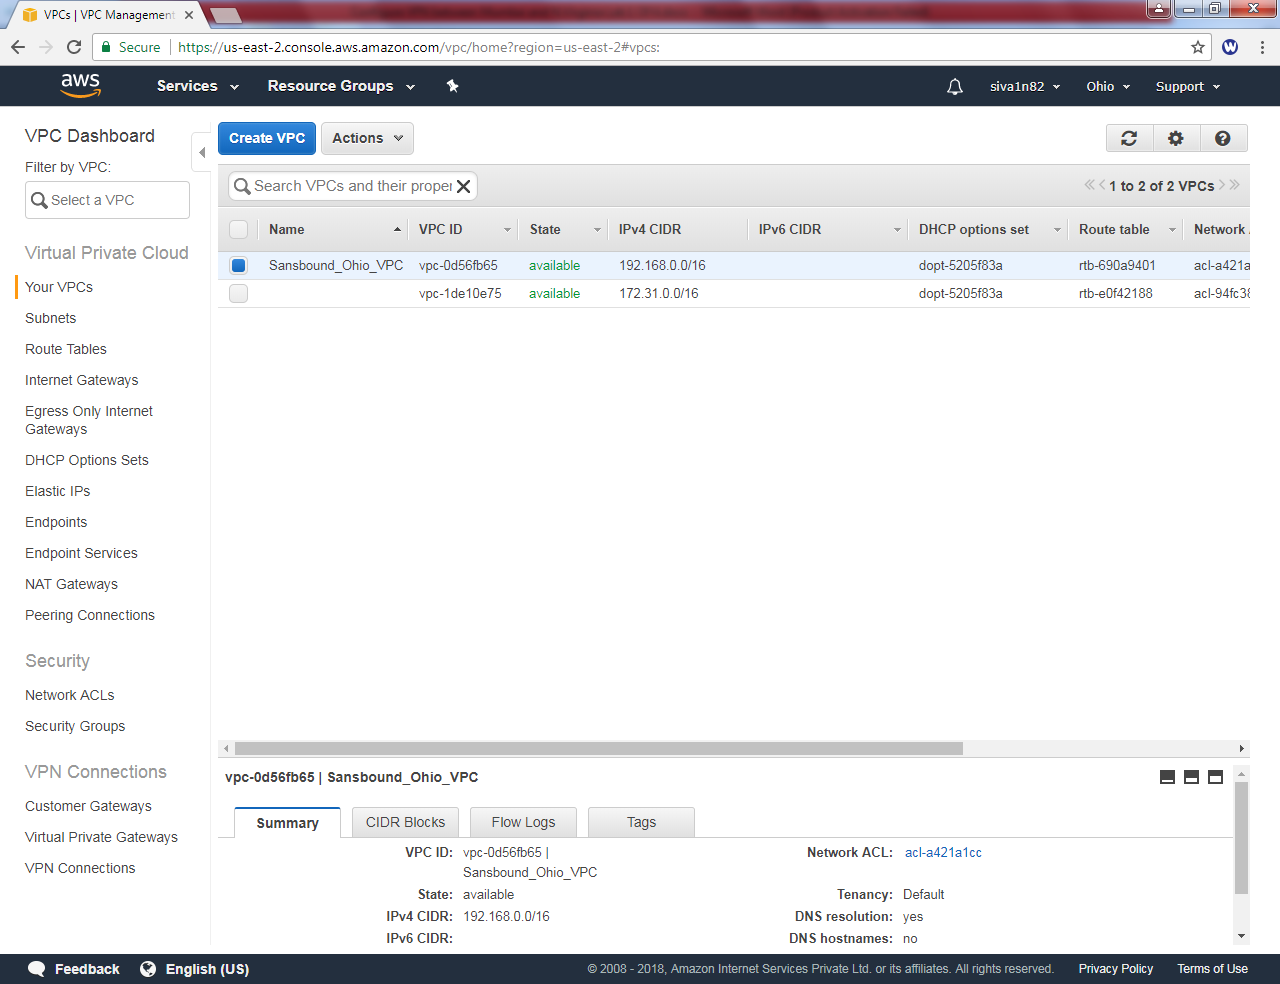 VPCs | VPC Management
Secure
https://us-east-2.console.aws.amazon.com/vpc/home?region=us-east-2#vpcs:
W
aws
Services
Resource Groups
siva1n82
Ohio
Support
VPC Dashboard
Filter by VPC:
Select a VPC
Virtual Private Cloud
Your VPCs
Subnets
Route Tables
Internet Gateways
Egress Only Internet
Gateways
DHCP Options Sets
Elastic IPs
Endpoints
Endpoint Services
NAT Gateways
Peering Connections
Security
Network ACLs
Security Groups
VPN Connections
Customer Gateways
Virtual Private Gateways
VPN Connections
Create VPC
Actions
Search VPCs and their proper
1 to 2 of 2 VPCs
Name VPC ID State IPv4 CIDR IPv6 CIDR DHCP options set Route table Network
Sansbound_Ohio_VPC vpc-0d56fb65 available 192.168.0.0/16 dopt-5205f83a rtb-690a9401 acl-a421a
vpc-1de10e75 available 172.31.0.0/16 dopt-5205f83a rtb-e0f42188 acl-94fc38
vpc-0d56fb65 | Sansbound_Ohio_VPC
Summary
CIDR Blocks
Flow Logs
Tags
VPC ID: vpc-0d56fb65 |
Sansbound_Ohio_VPC
State: available
IPv4 CIDR: 192.168.0.0/16
IPv6 CIDR:
Network ACL: acl-a421a1cc
Tenancy: Default
DNS resolution: yes
DNS hostnames: no
Feedback
English (US)
© 2008 - 2018, Amazon Internet Services Private Ltd. or its affiliates. All rights reserved.
Privacy Policy
Terms of Use